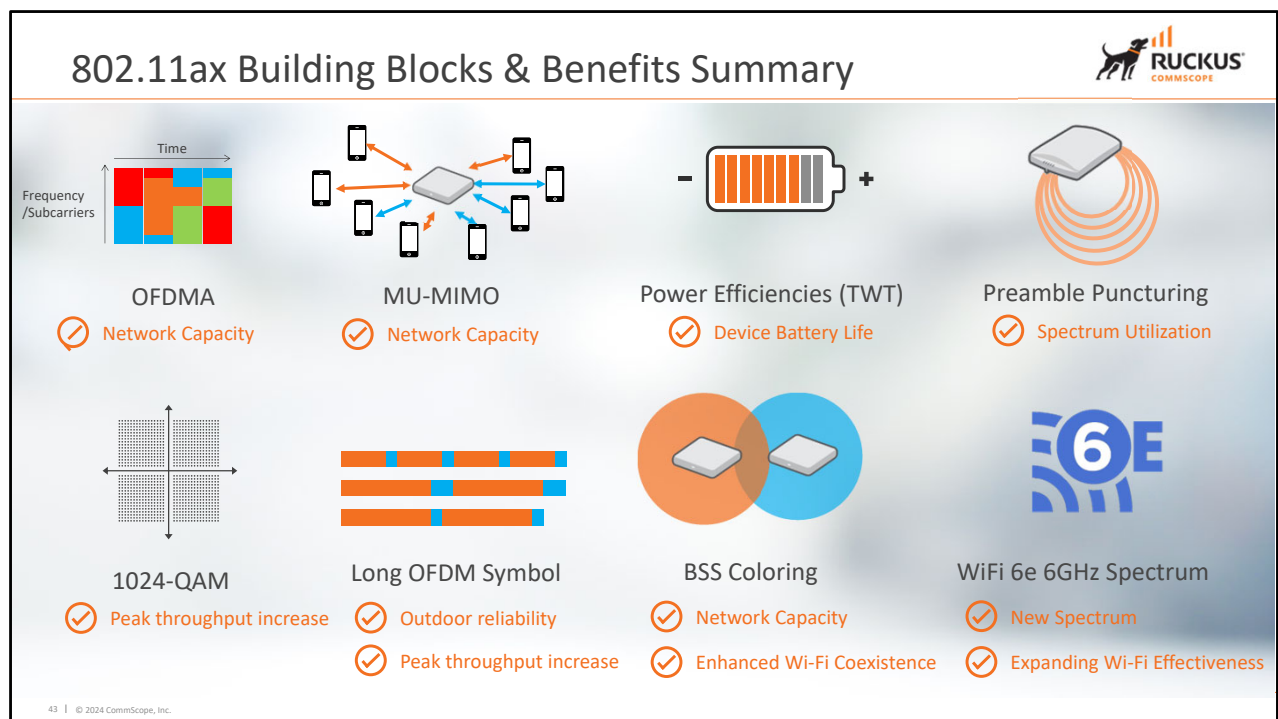 802.11ax Building Blocks & Benefits Summary
RUCKUS
COMMSCOPE
Time
Frequency
/Subcarriers
- +
OFDMA
Network Capacity
MU-MIMO
Network Capacity
Power Efficiencies (TWT)
Device Battery Life
Preamble Puncturing
Spectrum Utilization
6E
1024-QAM
Peak throughput increase
Long OFDM Symbol
Outdoor reliability
Peak throughput increase
BSS Coloring
Network Capacity
Enhanced Wi-Fi Coexistence
WiFi 6e 6GHz Spectrum
New Spectrum
Expanding Wi-Fi Effectiveness
43 | © 2024 CommScope, Inc.